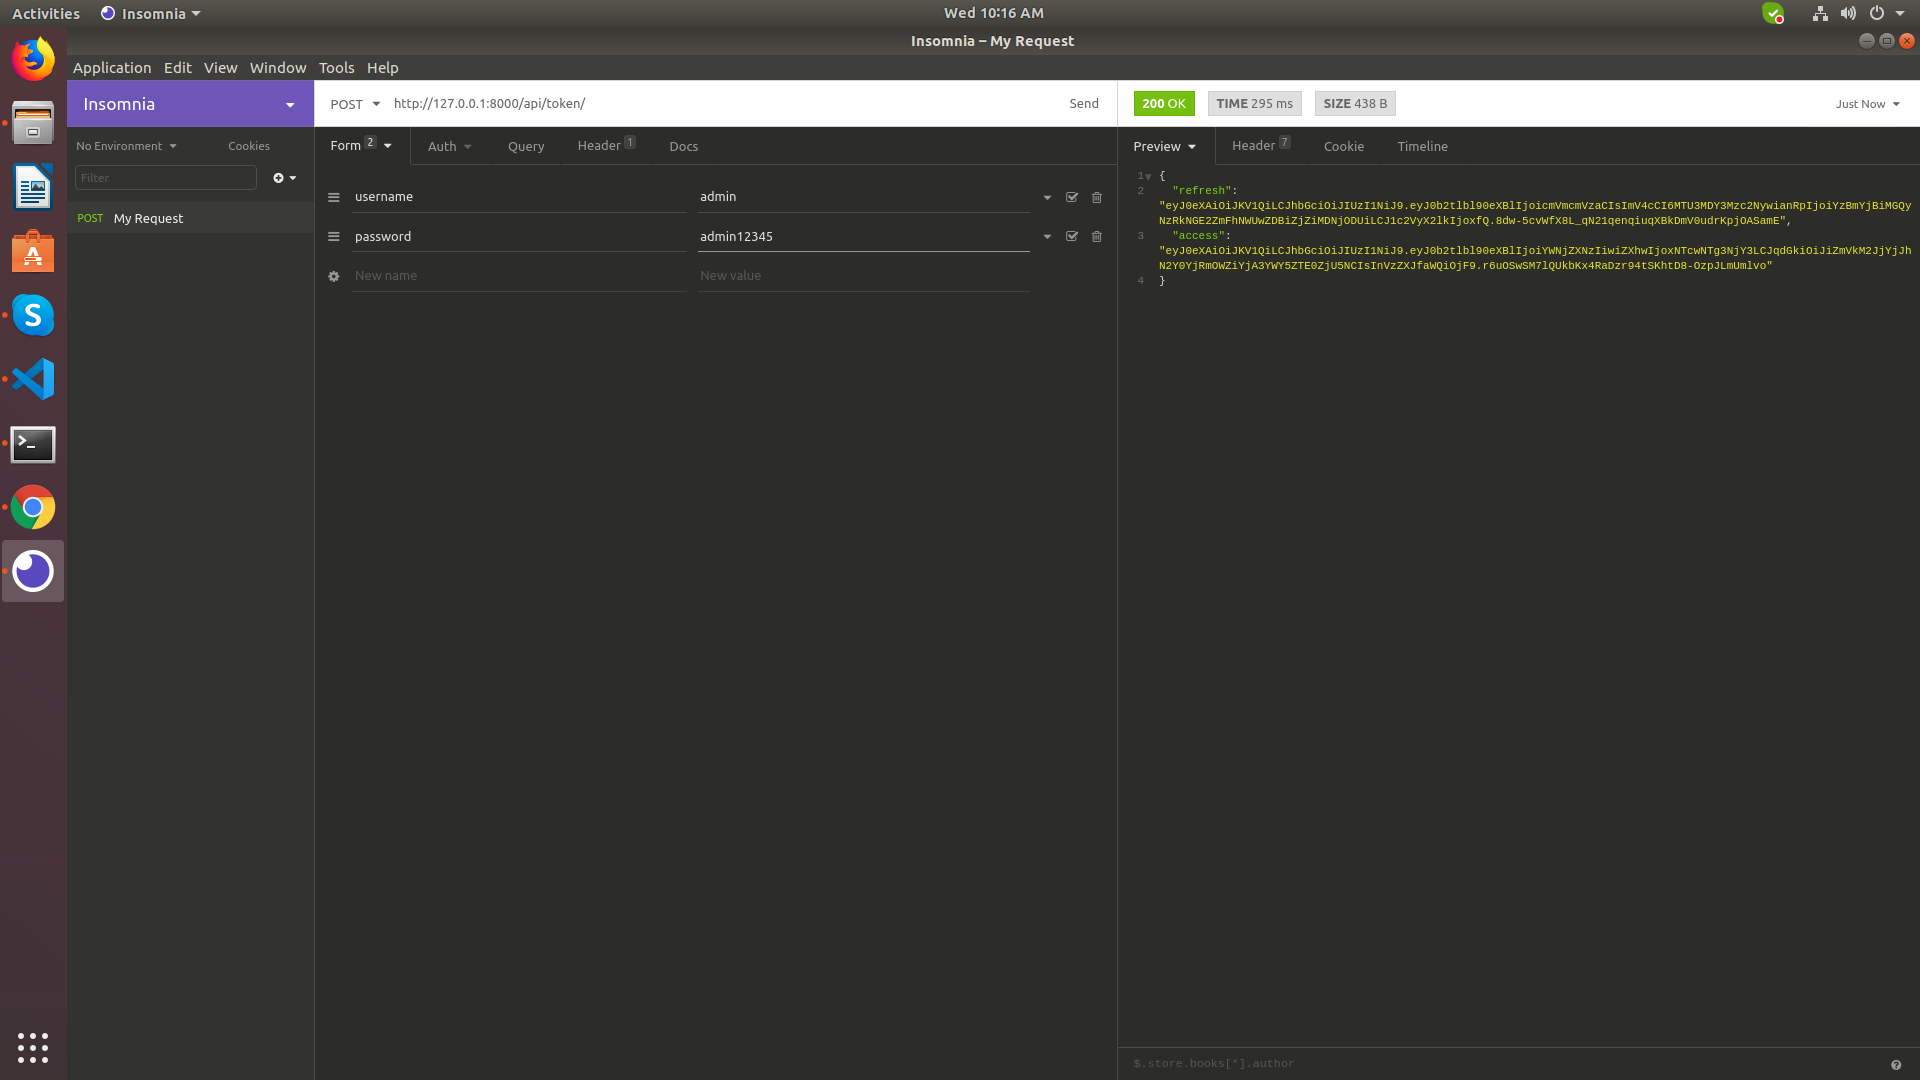 Activities Insomnia Wed 10:16 AM
Insomnia – My Request
Application Edit View Window Tools Help
Insomnia
POST http://127.0.0.1:8000/api/token/ Send
200 OK TIME 295 ms SIZE 438 B Just Now
No Environment Cookies
Form 2 Auth Query Header 1 Docs
Preview Header 7 Cookie Timeline
Filter
POST My Request
username admin
password admin12345
New name New value
1 {
2 "refresh":
"eyJ0eXAiOiJKV1QiLCJhbGciOiJIUzI1NiJ9.eyJ0b2tlbl90eXBlIjoicmVmcmVzaCIsImV4cCI6MTU3MDY3Mzc2NywianRpIjoiYzBmYjBiMGQy
NzRkNGE2ZmFhNWUwZDBiZjZiMDNjODUiLCJ1c2VyX2lkIjoxfQ.8dw-5cvWfX8L_qN21qenqiuqXBkDmV0udrKpjOASamE",
3 "access":
"eyJ0eXAiOiJKV1QiLCJhbGciOiJIUzI1NiJ9.eyJ0b2tlbl90eXBlIjoiYWNjZXNzIiwiZXhwIjoxNTcwNTg3NjY3LCJqdGkiOiJiZmVkM2JjYjJh
N2Y0YjRmOWZiYjA3YWY5ZTE0ZjU5NCIsInVzZXJfaWQiOjF9.r6uOSwSM7lQUkbKx4RaDzr94tSKhtD8-OzpJLmUmlvo"
4 }
$.store.books[*].author